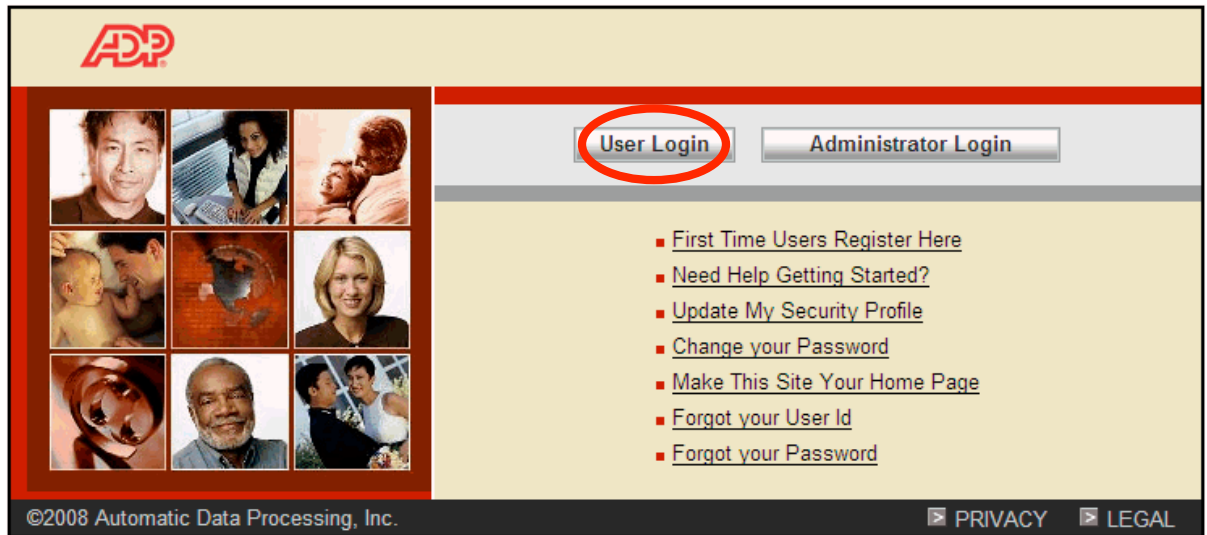 ADP
User Login Administrator Login
First Time Users Register Here
Need Help Getting Started?
Update My Security Profile
Change your Password
Make This Site Your Home Page
Forgot your User Id
Forgot your Password
©2008 Automatic Data Processing, Inc. PRIVACY LEGAL